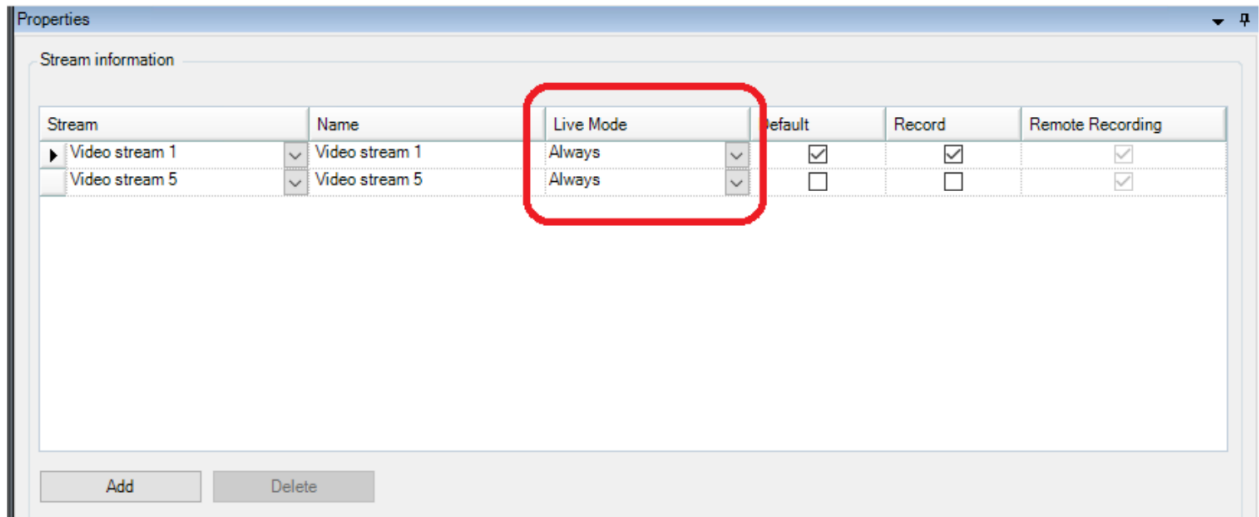 Properties
Stream information
Stream Name Live Mode Default Record Remote Recording
Video stream 1 Video stream 1 Always
Video stream 5 Video stream 5 Always
Add Delete